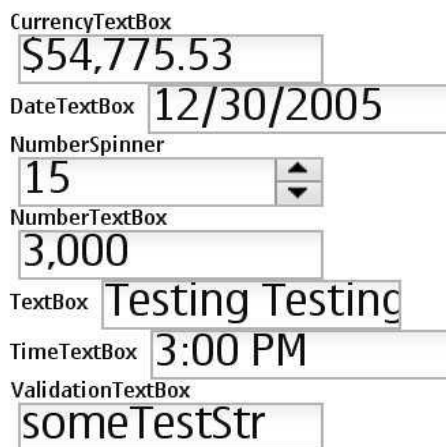 CurrencyTextBox
$54,775.53
DateTextBox 12/30/2005
NumberSpinner
15
NumberTextBox
3,000
TextBox Testing Testing
TimeTextBox 3:00 PM
ValidationTextBox
someTestStr